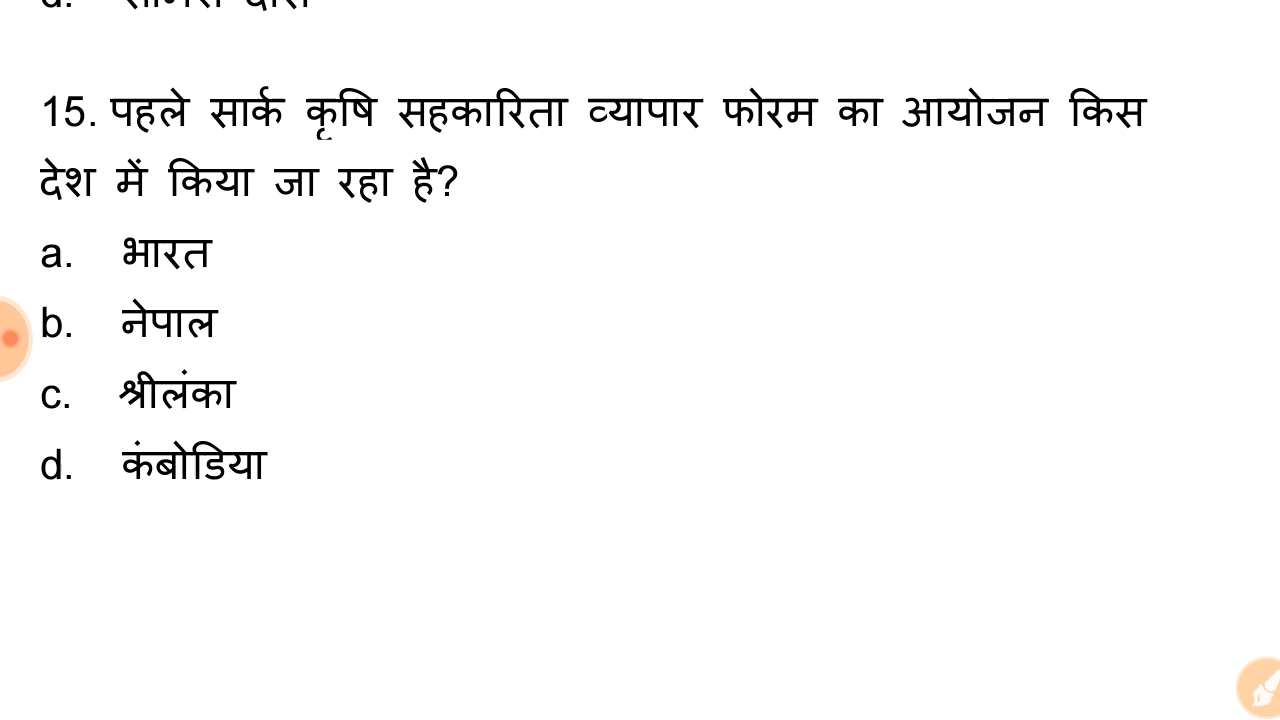 15. पहले सार्क कृषि सहकारिता व्यापार फोरम का आयोजन किस
देश में किया जा रहा है?
a. भारत
b. नेपाल
c. श्रीलंका
d. कंबोडिया